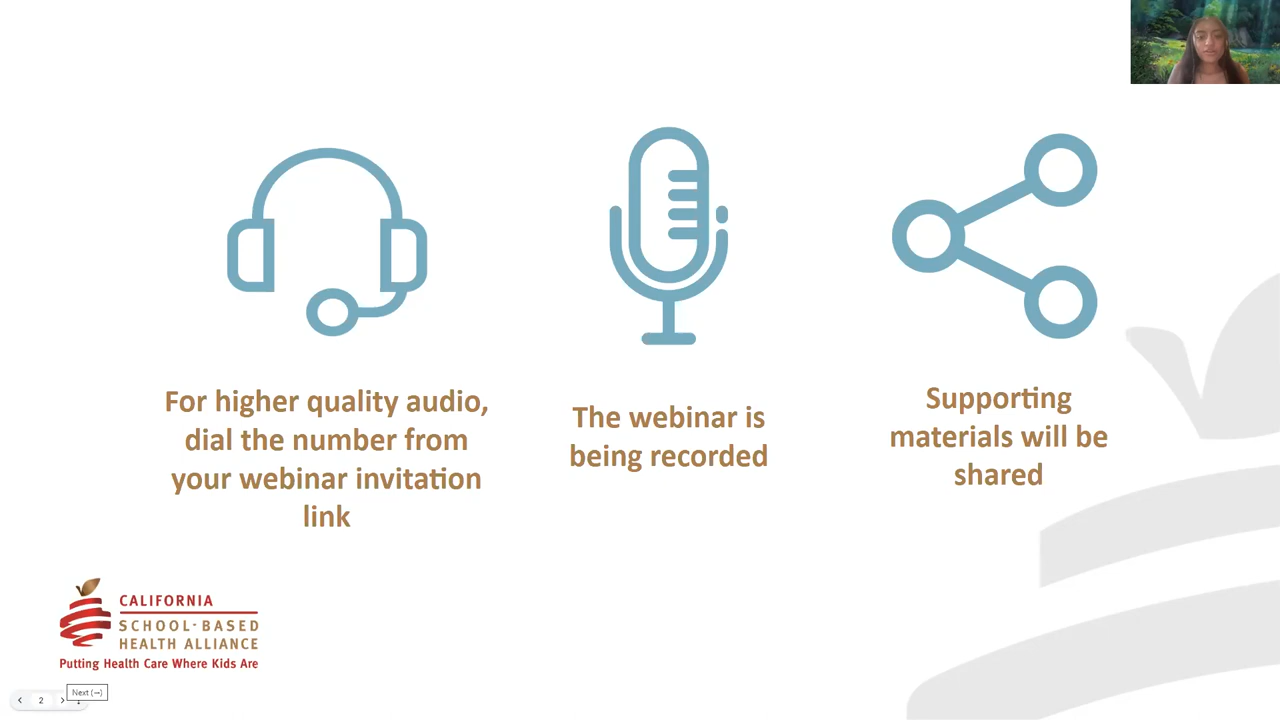 For higher quality audio,
dial the number from
your webinar invitation
link
The webinar is
being recorded
Supporting
materials will be
shared
CALIFORNIA
SCHOOL-BASED
HEALTH ALLIANCE
Putting Health Care Where Kids Are
Next (→)
2